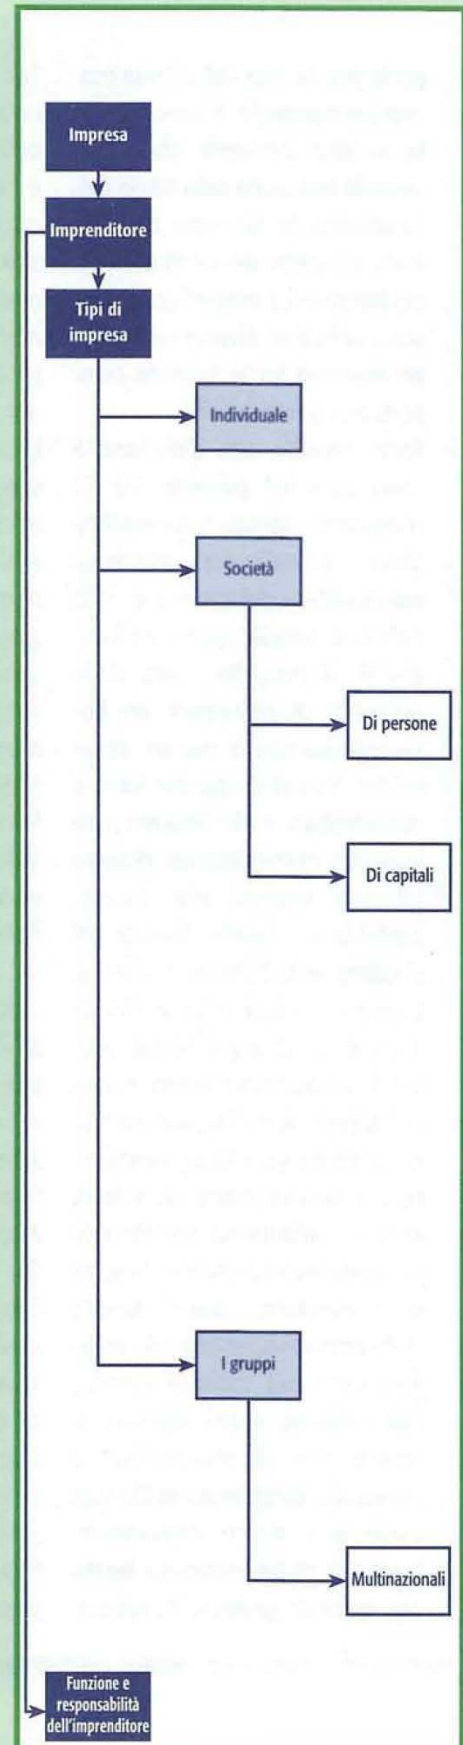 Impresa
Imprenditore
Tipi di
impresa
Individuale
Società
Di persone
Di capitali
I gruppi
Multinazionali
Funzione e
responsabilità
dell'imprenditore